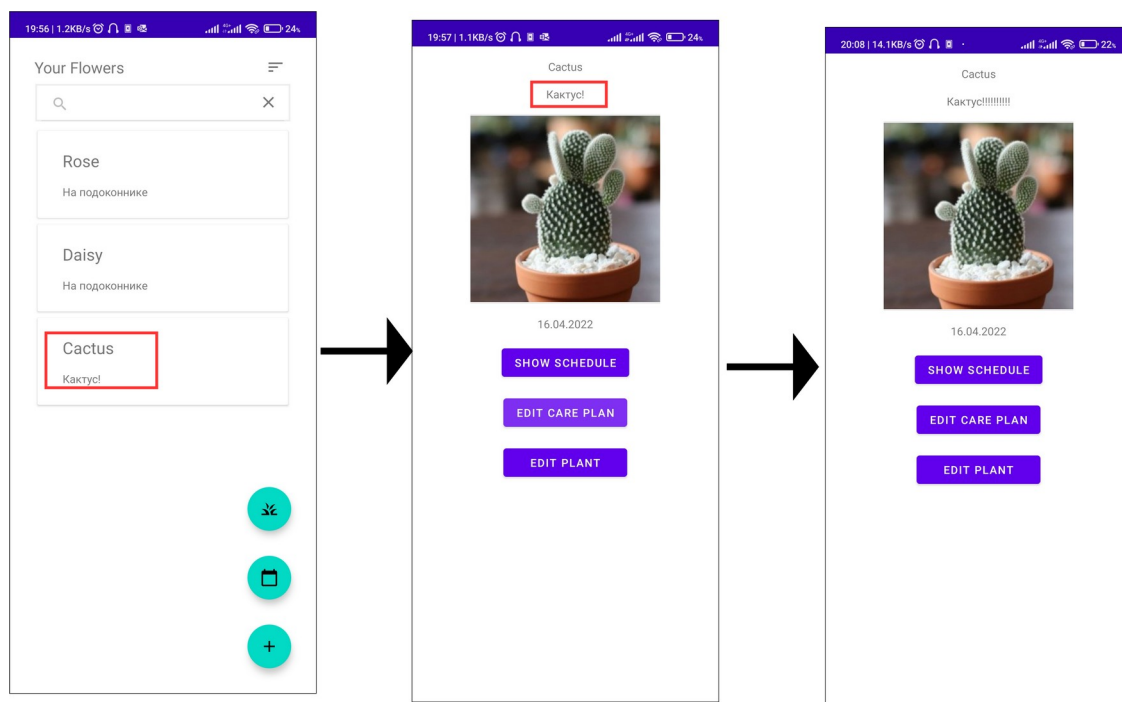 19:56 | 1.2KB/s 24%
Your Flowers
Rose
На подоконнике
Daisy
На подоконнике
Cactus
Кактус!
19:57 | 1.1KB/s 24%
Cactus
Кактус!
16.04.2022
SHOW SCHEDULE
EDIT CARE PLAN
EDIT PLANT
20:08 | 14.1KB/s 22%
Cactus
Кактус!!!!!!!!!!
16.04.2022
SHOW SCHEDULE
EDIT CARE PLAN
EDIT PLANT